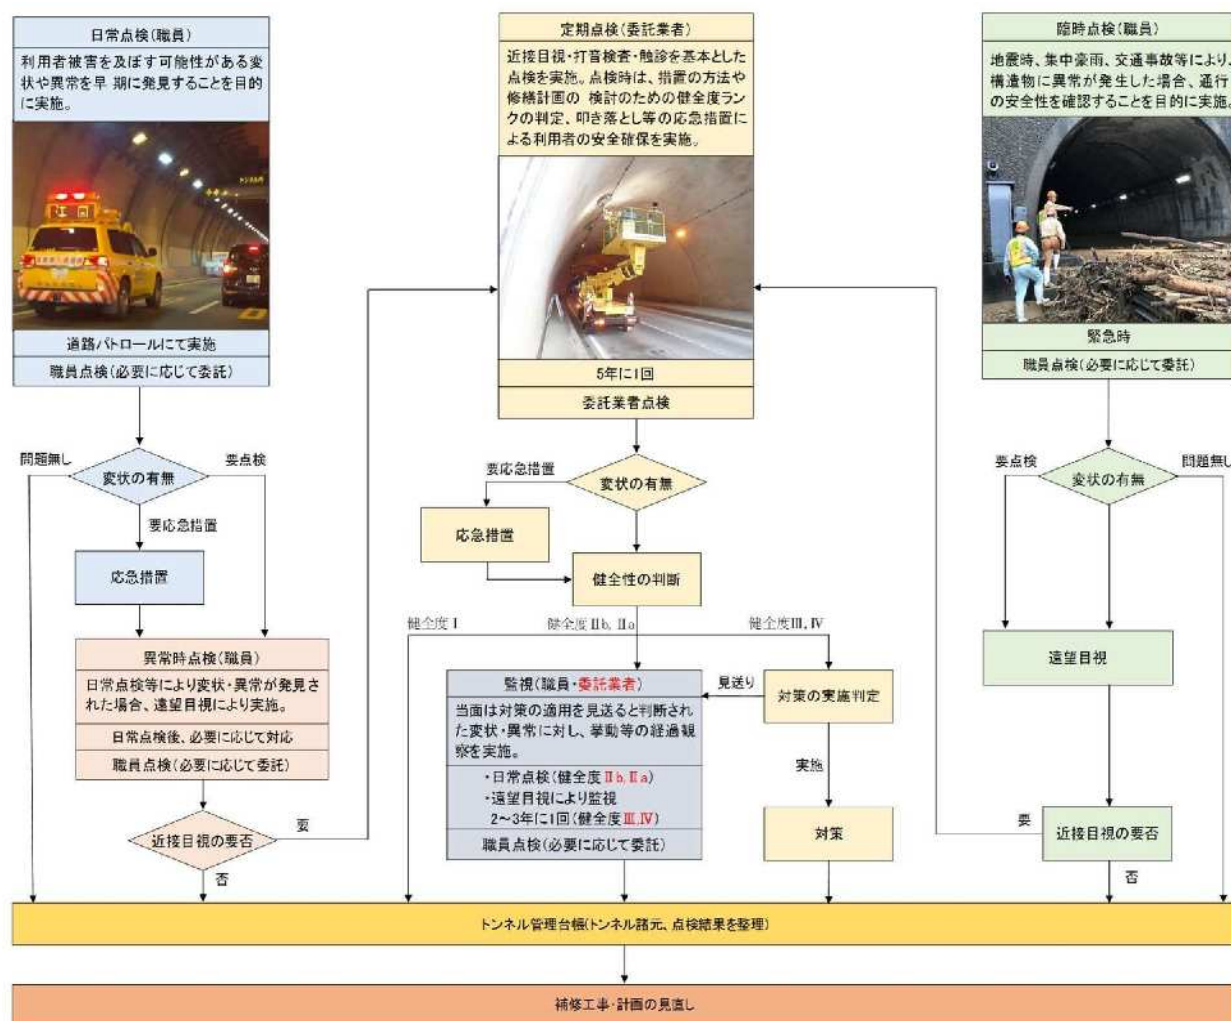 日常点検(職員)
利用者被害を及ぼす可能性がある変
状や異常を早 期に発見することを目的
に実施。
道路パトロールにて実施
職員点検(必要に応じて委託)
問題無し
変状の有無
要点検
要応急措置
応急措置
異常時点検(職員)
日常点検等により変状・異常が発見さ
れた場合、遠望目視により実施。
日常点検後、必要に応じて対応
職員点検(必要に応じて委託)
近接目視の要否
要
否
定期点検(委託業者)
近接目視・打音検査・触診を基本とした
点検を実施。点検時は、措置の方法や
修繕計画の 検討のための健全度ラン
クの判定、叩き落とし等の応急措置に
よる利用者の安全確保を実施。
5年に1回
委託業者点検
要応急措置
変状の有無
応急措置
健全性の判断
健全度Ⅰ
健全度Ⅱb,Ⅱa
健全度Ⅲ,Ⅳ
監視(職員・委託業者)
当面は対策の適用を見送ると判断され
た変状・異常に対し、挙動等の経過観
察を実施。
・日常点検(健全度Ⅱb,Ⅱa)
・遠望目視により監視
2～3年に1回(健全度Ⅲ,Ⅳ)
職員点検(必要に応じて委託)
見送り
対策の実施判定
実施
対策
臨時点検(職員)
地震時、集中豪雨、交通事故等により、
構造物に異常が発生した場合、通行
の安全性を確認することを目的に実施。
緊急時
職員点検(必要に応じて委託)
要点検
変状の有無
問題無し
遠望目視
要
近接目視の要否
否
トンネル管理台帳(トンネル諸元、点検結果を整理)
補修工事・計画の見直し